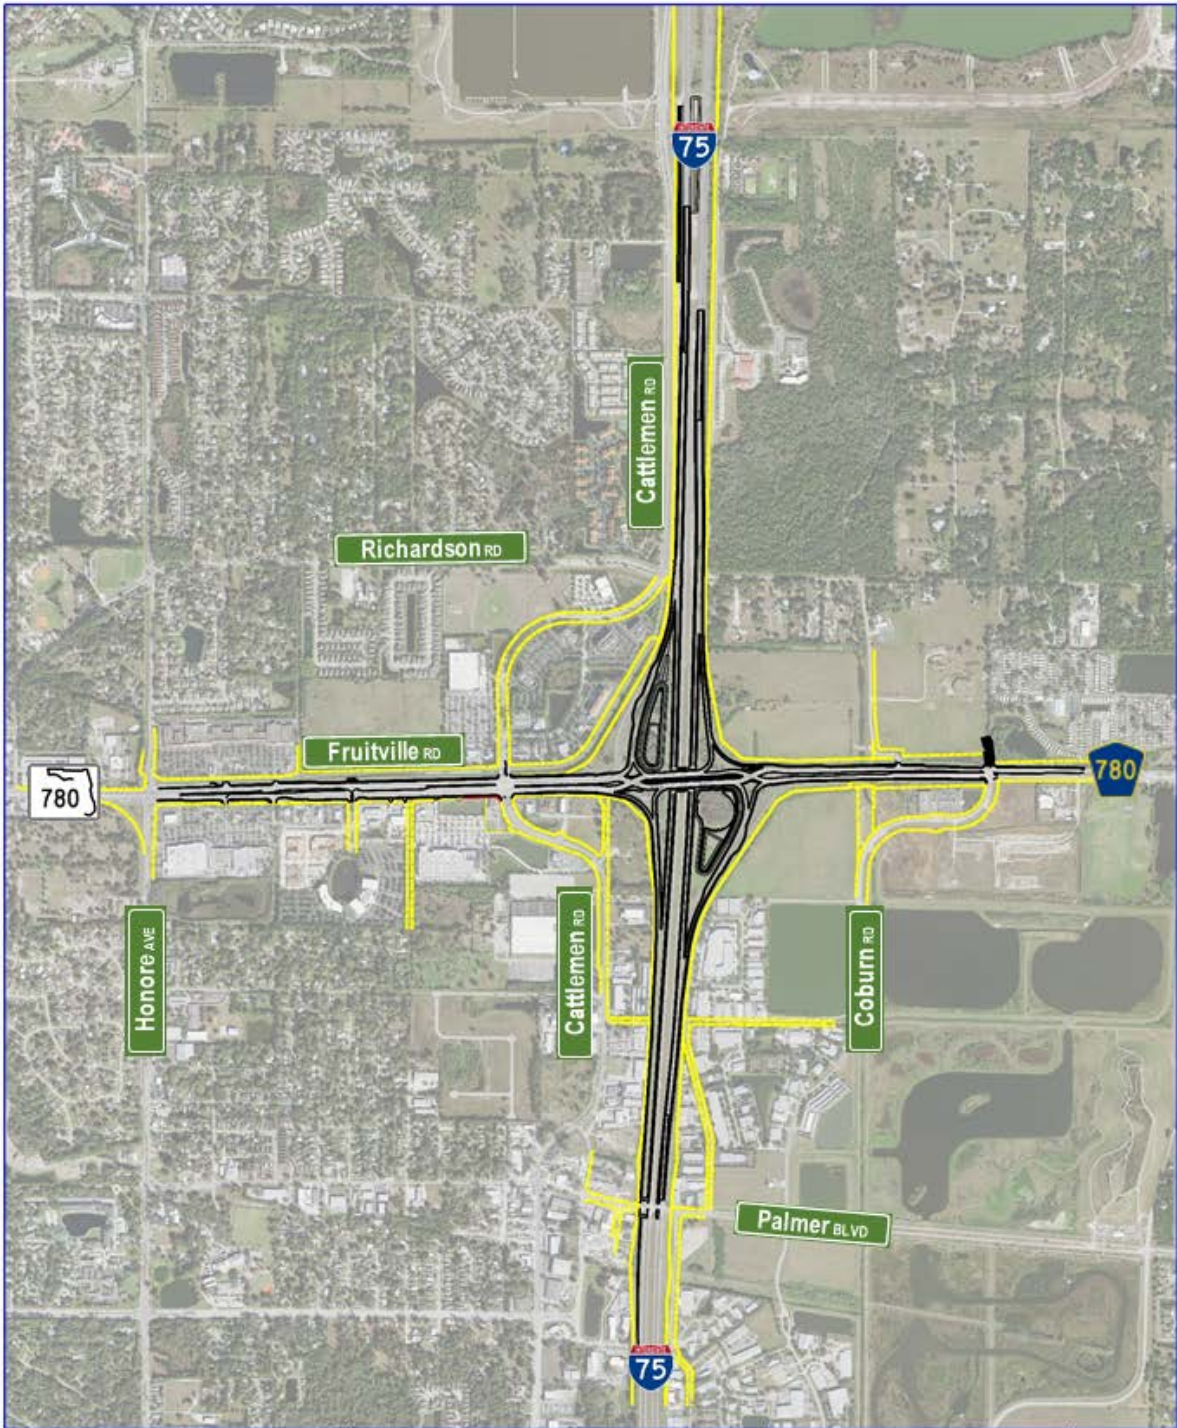 75
Cattlemen RD
Richardson RD
Fruitville RD
780
780
Honore AVE
Cattlemen RD
Coburn RD
Palmer BLVD
75